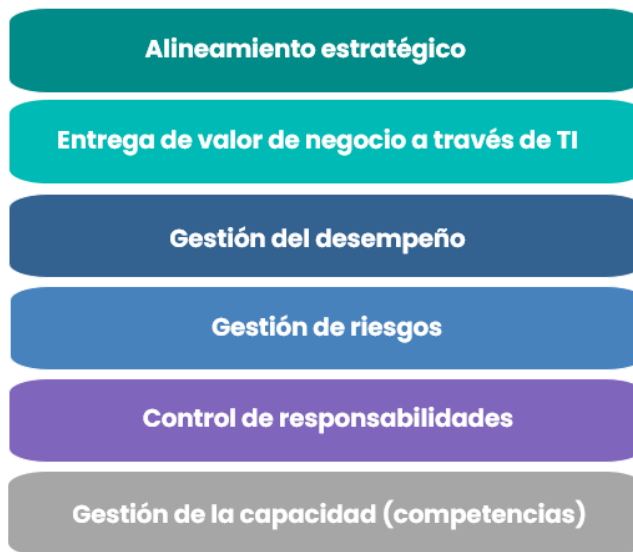 Alineamiento estratégico
Entrega de valor de negocio a través de TI
Gestión del desempeño
Gestión de riesgos
Control de responsabilidades
Gestión de la capacidad (competencias)